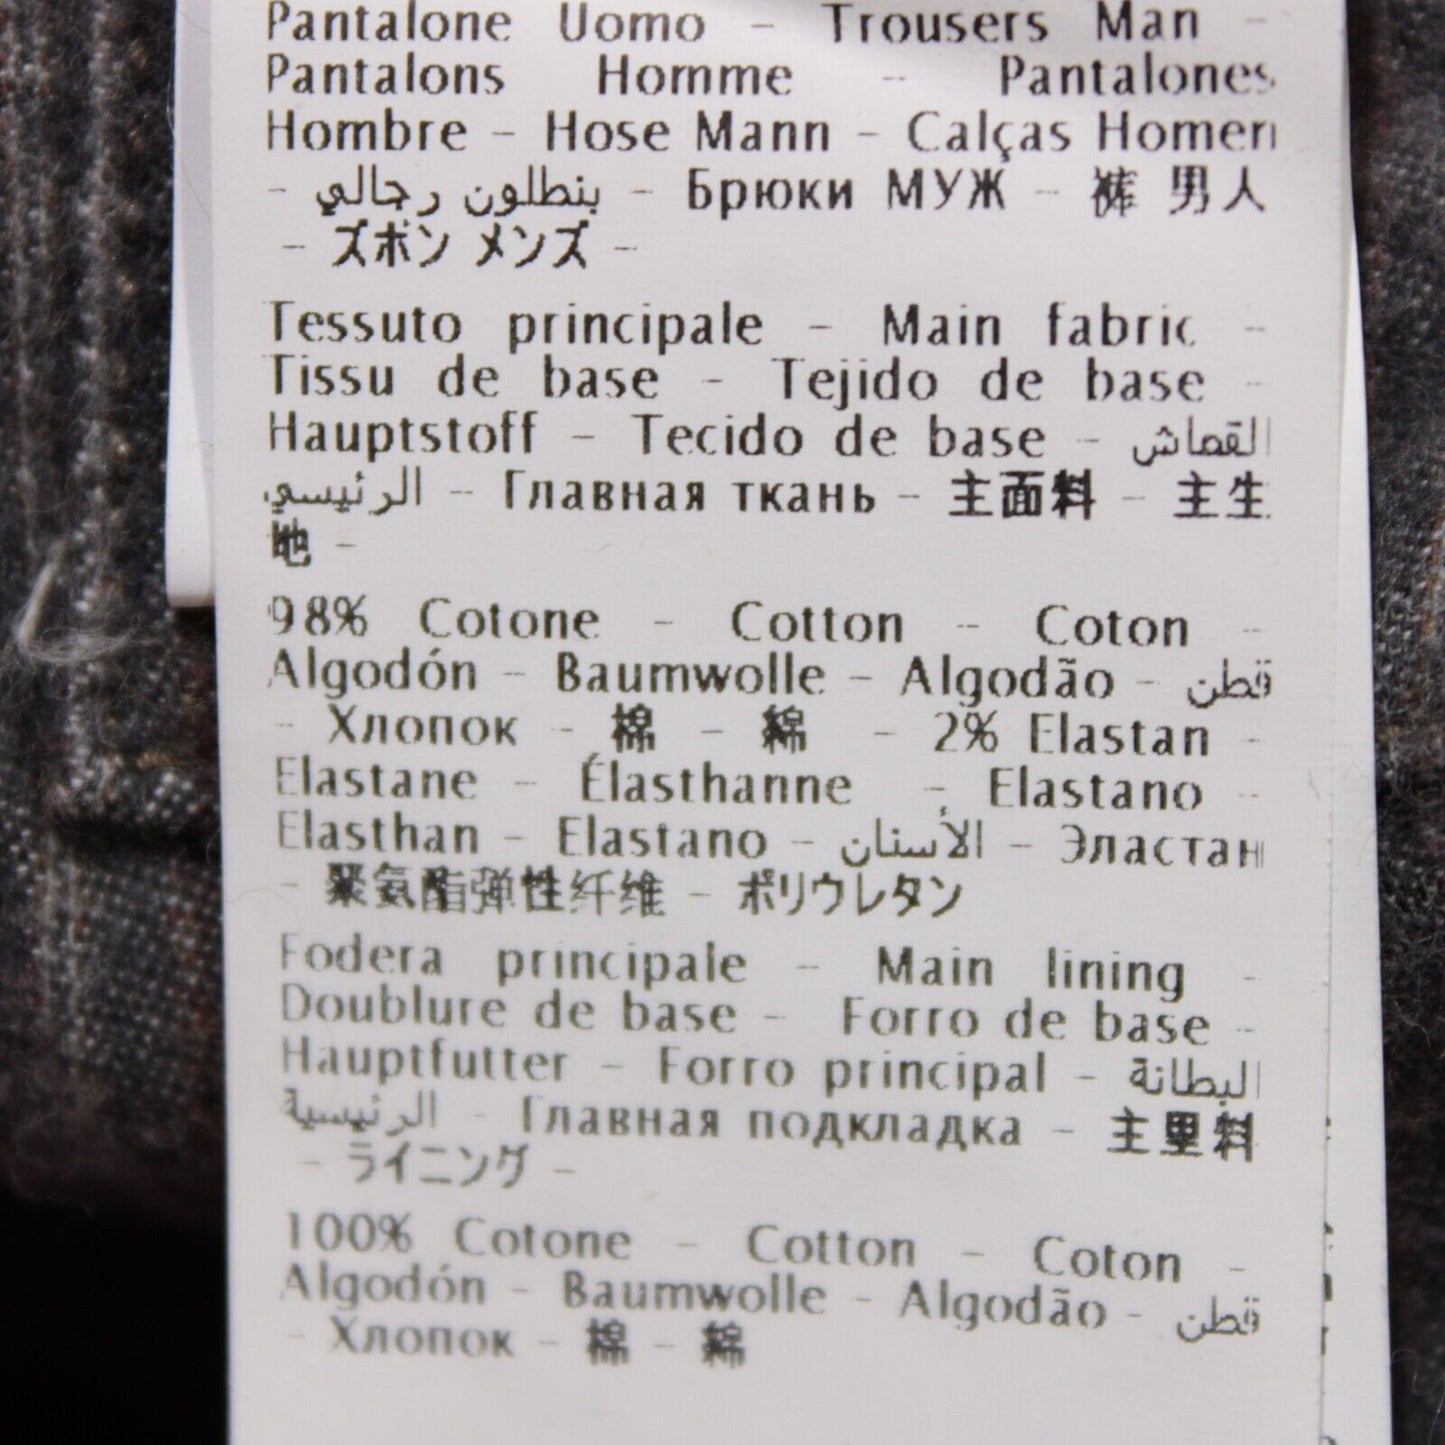 Pantalone Uomo - Trousers Man -
Pantalons Homme - Pantalones
Hombre - Hose Mann - Calças Homem
- بنطلون رجالي - Брюки МУЖ - 裤 男人
- ズボン メンズ -
Tessuto principale - Main fabric -
Tissu de base - Tejido de base -
Hauptstoff - Tecido de base - القماش
الرئيسي - Главная ткань - 主面料 - 主生
地 -
98% Cotone - Cotton - Coton -
Algodón - Baumwolle - Algodão - قطن
- Хлопок - 棉 - 綿 - 2% Elastan -
Elastane - Élasthanne - Elastano -
Elasthan - Elastano - الأسنان - Эластан
- 聚氨酯弹性纤维 - ポリウレタン
Fodera principale - Main lining -
Doublure de base - Forro de base -
Hauptfutter - Forro principal - البطانة
الرئيسية - Главная подкладка - 主里料
- ライニング -
100% Cotone - Cotton - Coton -
Algodón - Baumwolle - Algodão - قطن
- Хлопок - 棉 - 綿